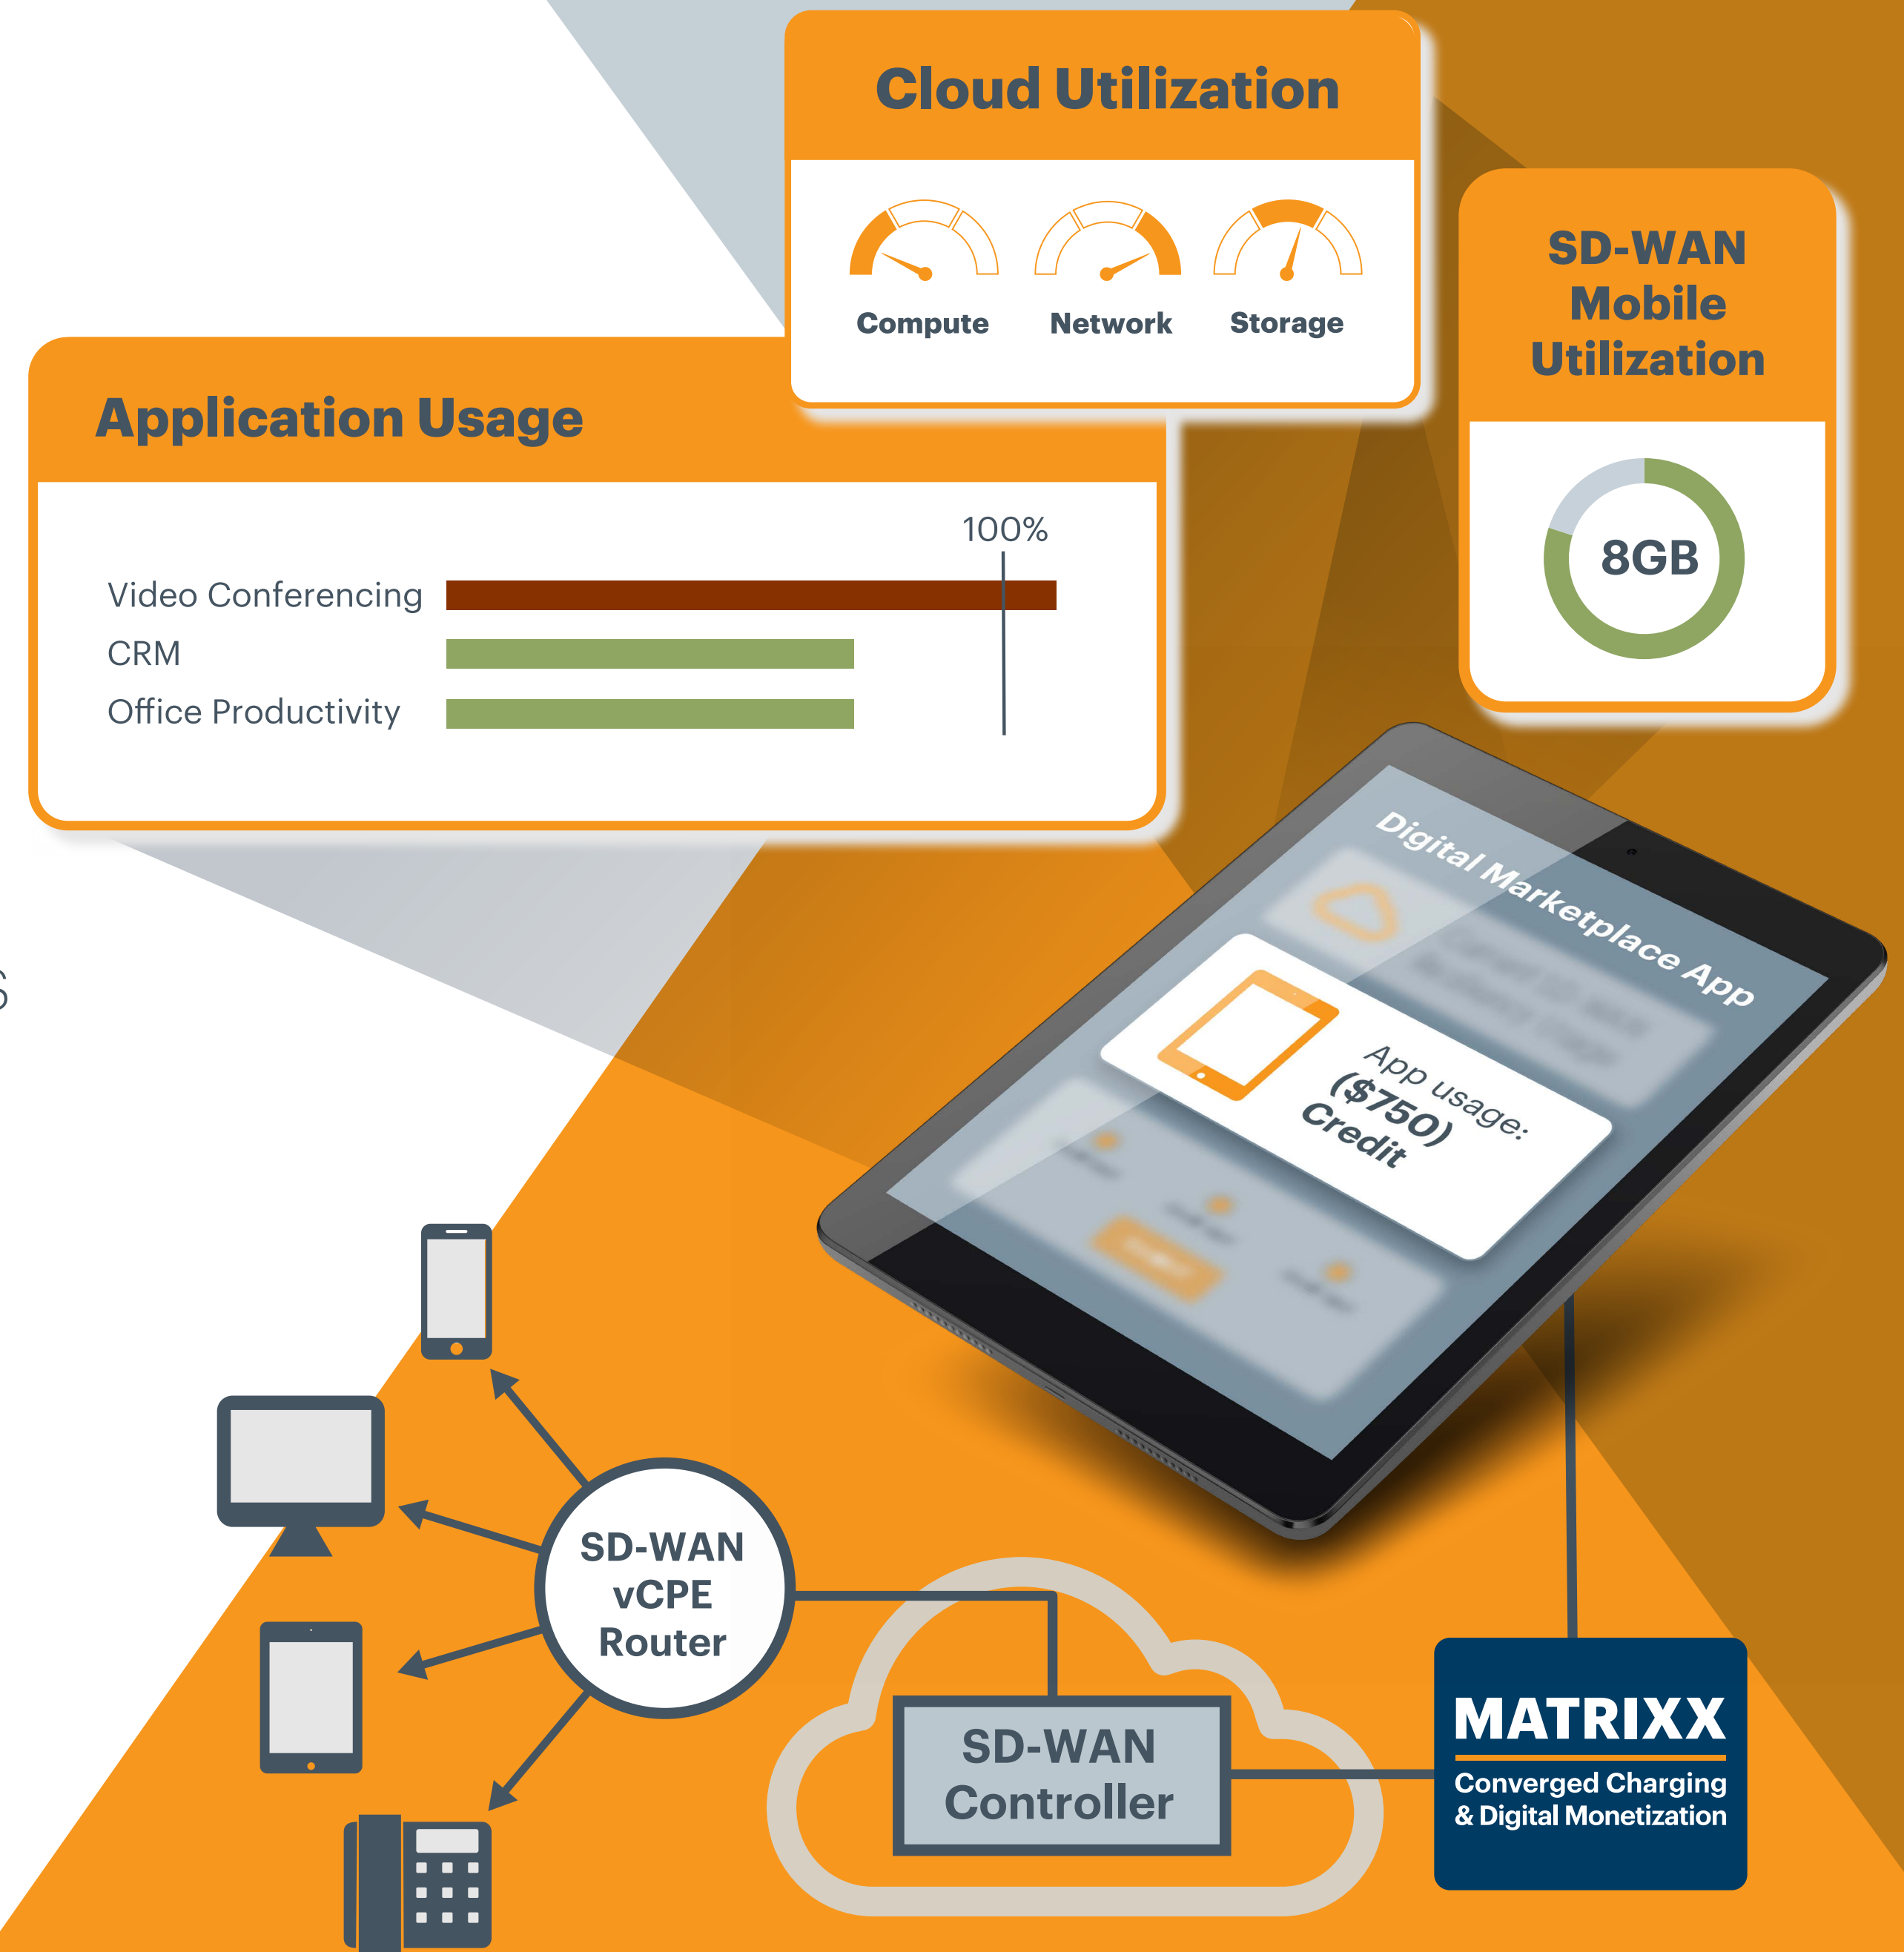 Cloud Utilization
Compute
Network
Storage
SD-WAN
Mobile
Utilization
8GB
Application Usage
100%
Video Conferencing
CRM
Office Productivity
s
Digital Marketplace App
App usage:
($750)
Credit
SD-WAN
vCPE
Router
SD-WAN
Controller
MATRIXX
Converged Charging
& Digital Monetization